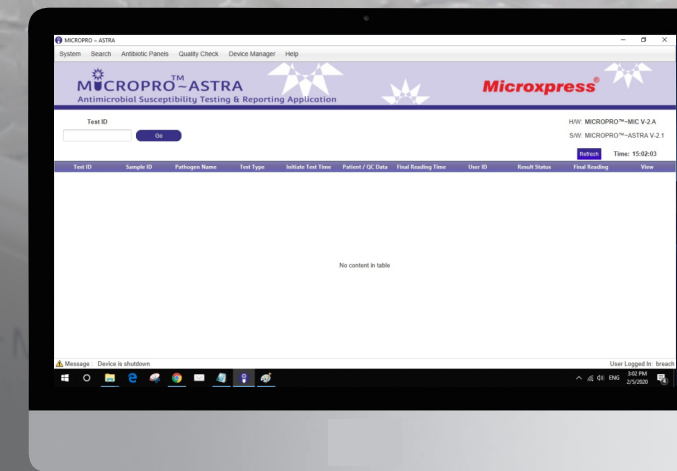 MICROPRO ~ ASTRA
System Search Antibiotic Panels Quality Check Device Manager Help
MICROPRO™~ASTRA
Antimicrobial Susceptibility Testing & Reporting Application
Microxpress®
Test ID
Go
H/W: MICROPRO™~MIC V-2.A
S/W: MICROPRO™~ASTRA V-2.1
Refresh Time: 15:02:03
Test ID Sample ID Pathogen Name Test Type Initiate Test Time Patient / QC Data Final Reading Time User ID Result Status Final Reading View
No content in table
Message : Device is shutdown
User Logged In: breach
ENG 3:02 PM
2/5/2020